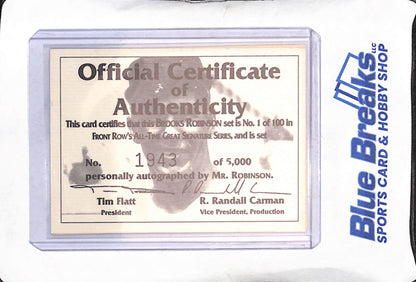 Official Certificate
of
Authenticity
This card certifies that this Brooks Robinson set is No. 1 of 100 in
Front Row's All-Time Great Signature Series, and is set
No. 1943 of 5,000
personally autographed by Mr. Robinson.
Tim Flatt
President
R. Randall Carman
Vice President, Production
Blue Breaks LLC
SPORTS CARD & HOBBY SHOP